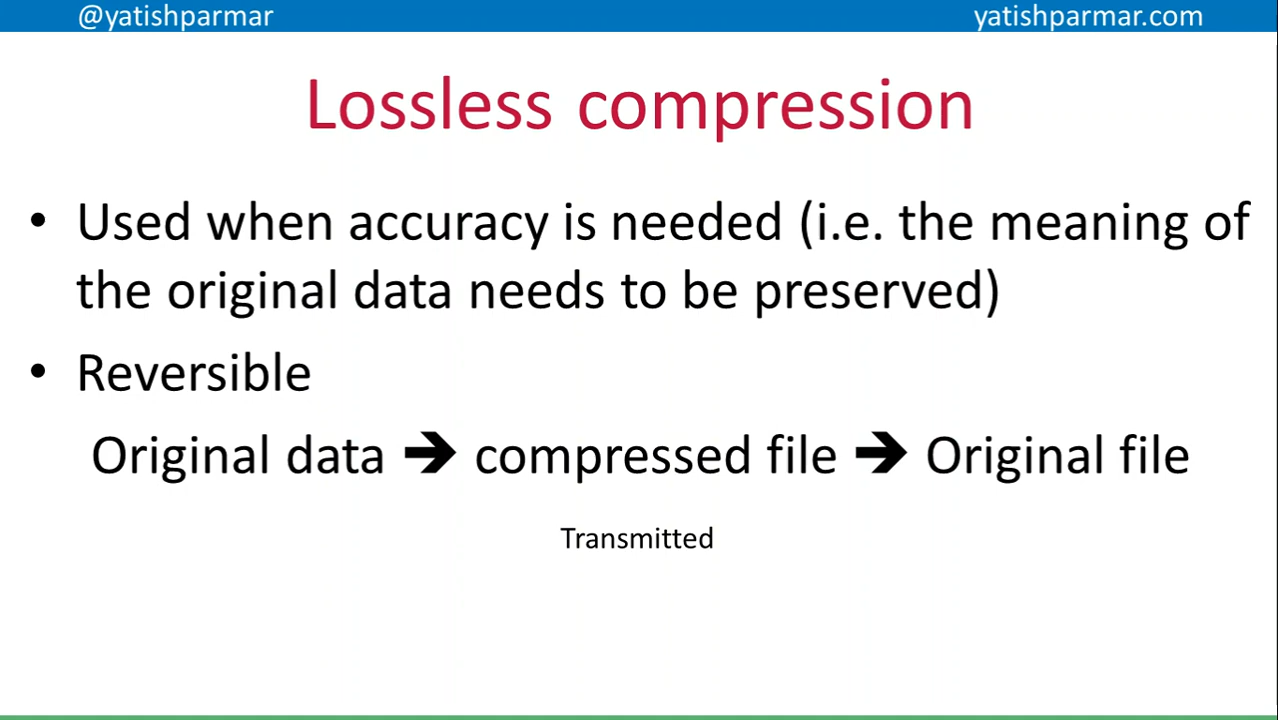 @yatishparmar yatishparmar.com
Lossless compression
• Used when accuracy is needed (i.e. the meaning of
the original data needs to be preserved)
• Reversible
Original data ➔ compressed file ➔ Original file
Transmitted